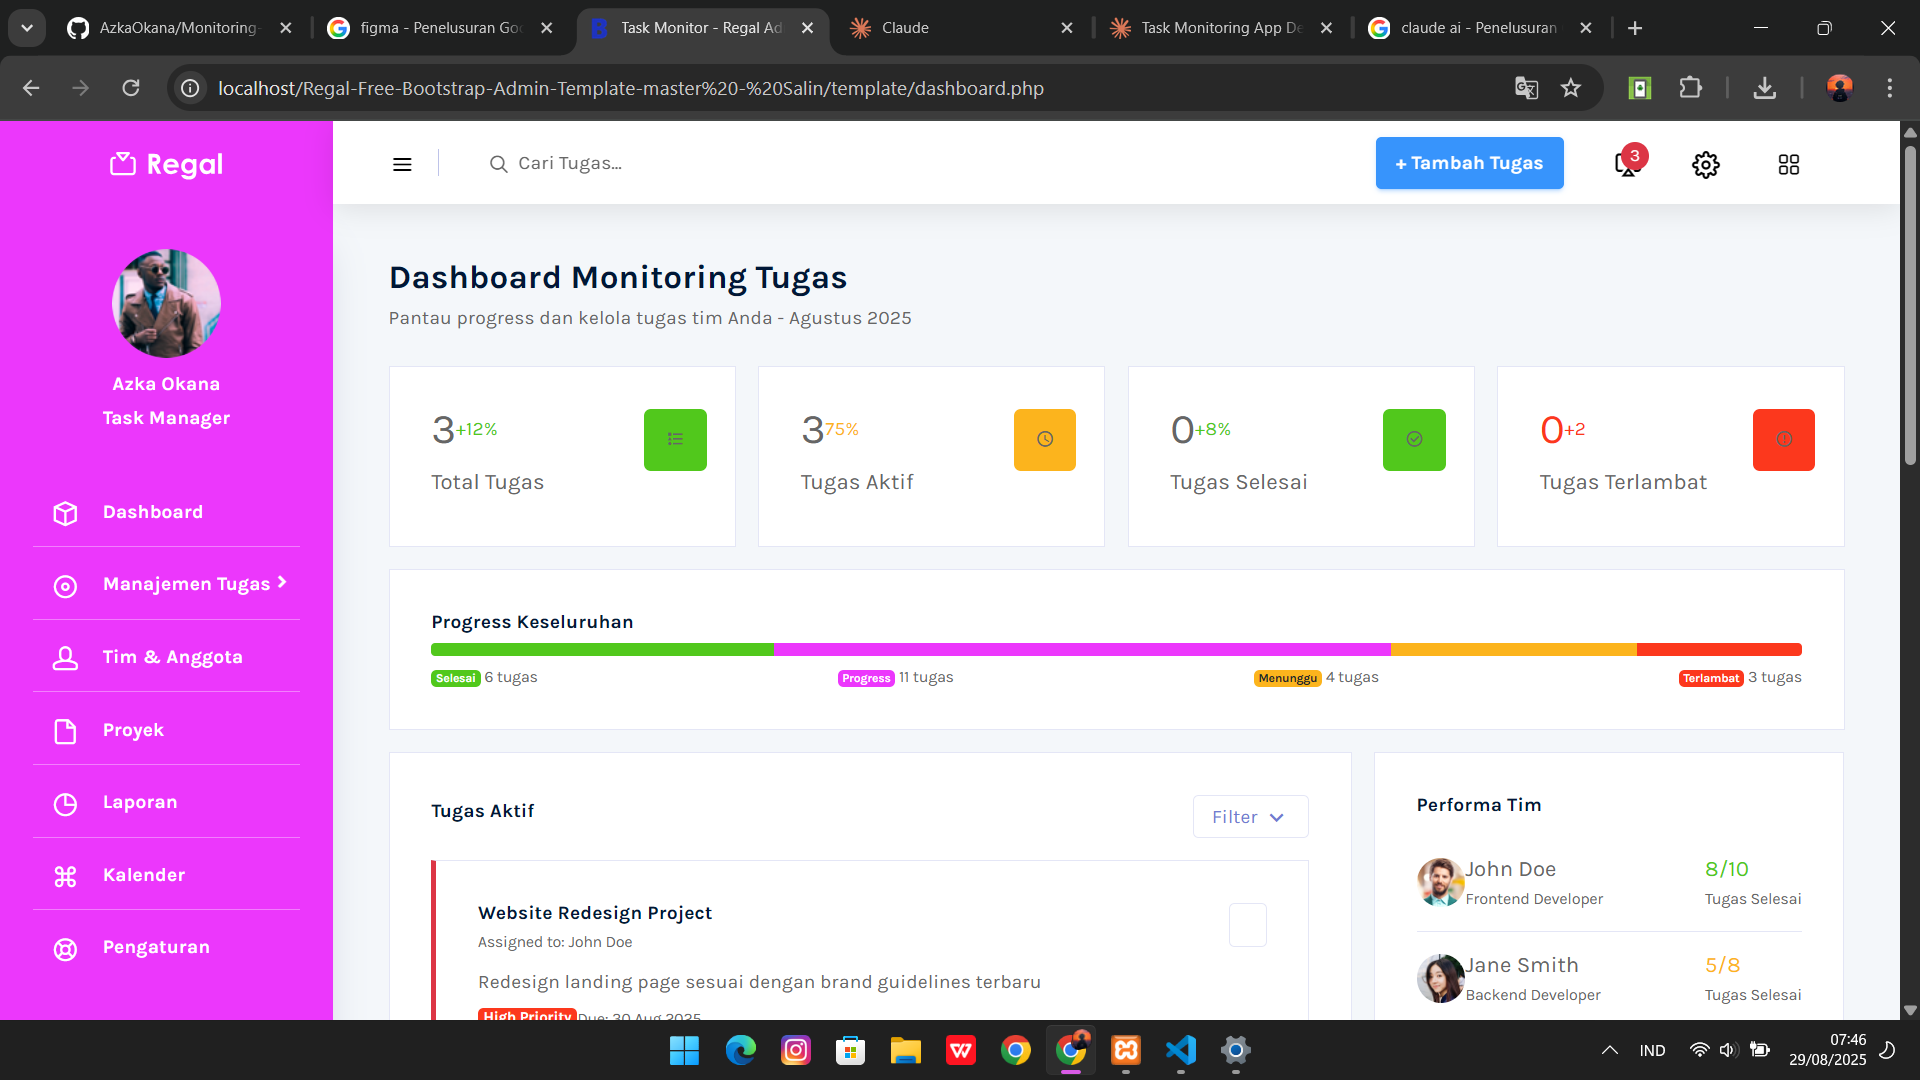 AzkaOkana/Monitoring-
figma - Penelusuran Goo
Task Monitor - Regal Ad
Claude
Task Monitoring App De
claude ai - Penelusuran
localhost/Regal-Free-Bootstrap-Admin-Template-master%20-%20Salin/template/dashboard.php
Regal
Cari Tugas...
+ Tambah Tugas
3
Azka Okana
Task Manager
Dashboard
Manajemen Tugas
Tim & Anggota
Proyek
Laporan
Kalender
Pengaturan
Dashboard Monitoring Tugas
Pantau progress dan kelola tugas tim Anda - Agustus 2025
3+12%
Total Tugas
375%
Tugas Aktif
0+8%
Tugas Selesai
0+2
Tugas Terlambat
Progress Keseluruhan
Selesai 6 tugas
Progress 11 tugas
Menunggu 4 tugas
Terlambat 3 tugas
Tugas Aktif
Filter
Website Redesign Project
Assigned to: John Doe
Redesign landing page sesuai dengan brand guidelines terbaru
High Priority Due: 30 Aug 2025
Performa Tim
John Doe
Frontend Developer
8/10
Tugas Selesai
Jane Smith
Backend Developer
5/8
Tugas Selesai
IND
07:46
29/08/2025